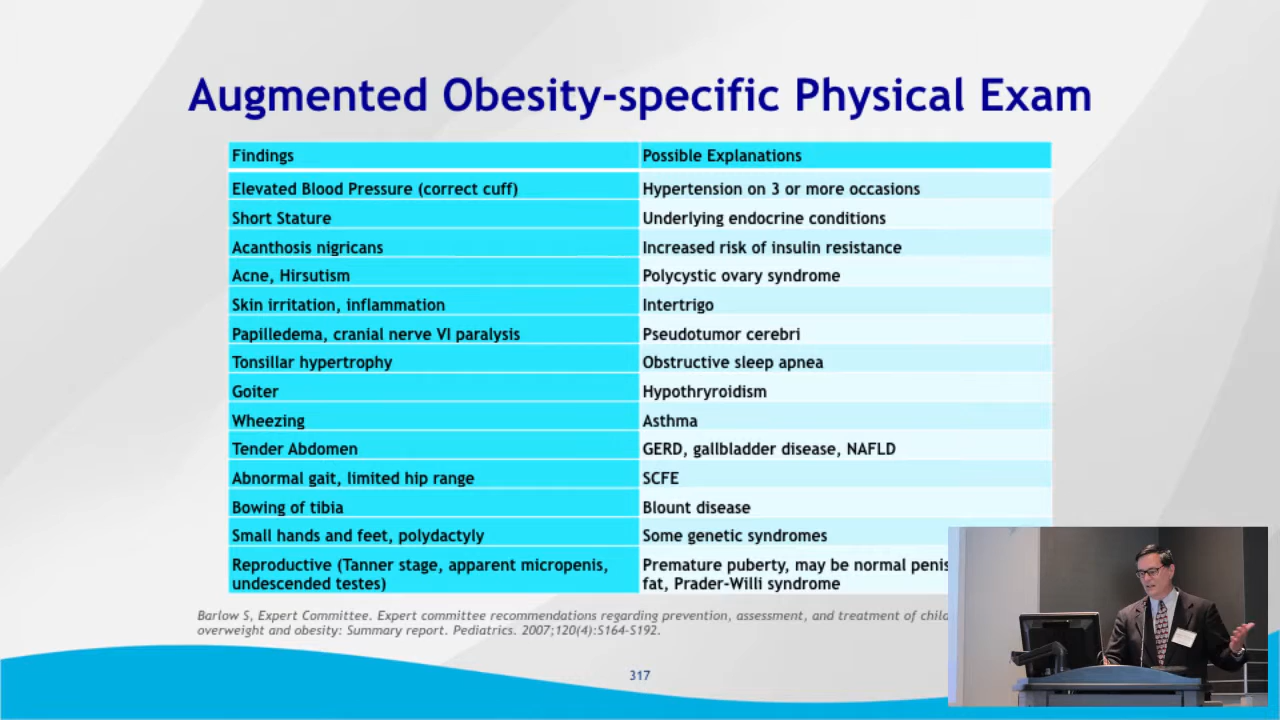 Augmented Obesity-specific Physical Exam
Findings Possible Explanations
Elevated Blood Pressure (correct cuff) Hypertension on 3 or more occasions
Short Stature Underlying endocrine conditions
Acanthosis nigricans Increased risk of insulin resistance
Acne, Hirsutism Polycystic ovary syndrome
Skin irritation, inflammation Intertrigo
Papilledema, cranial nerve VI paralysis Pseudotumor cerebri
Tonsillar hypertrophy Obstructive sleep apnea
Goiter Hypothryroidism
Wheezing Asthma
Tender Abdomen GERD, gallbladder disease, NAFLD
Abnormal gait, limited hip range SCFE
Bowing of tibia Blount disease
Small hands and feet, polydactyly Some genetic syndromes
Reproductive (Tanner stage, apparent micropenis,
undescended testes)
Premature puberty, may be normal penis
fat, Prader-Willi syndrome
Barlow S, Expert Committee. Expert committee recommendations regarding prevention, assessment, and treatment of chil
overweight and obesity: Summary report. Pediatrics. 2007;120(4):S164-S192.
317